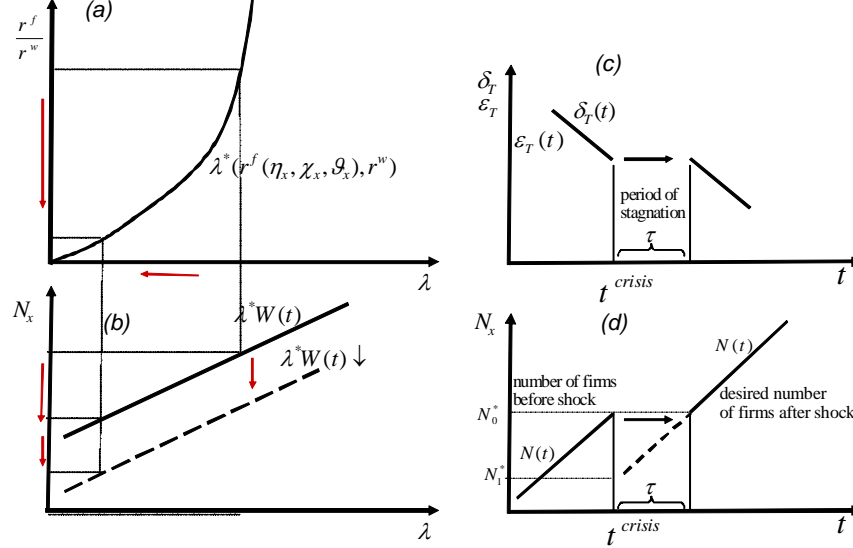 (a)
r^f
r^w
λ^*(r^f(η_x, χ_x, ϑ_x), r^w)
λ
(b)
N_x
λ^*W(t)
λ^*W(t) ↓
λ
(c)
δ_T
ε_T
δ_T(t)
ε_T(t)
period of
stagnation
τ
t^crisis
t
(d)
N_x
N(t)
number of firms
before shock
desired number
of firms after shock
N_0^*
N(t)
N_1^*
τ
t^crisis
t